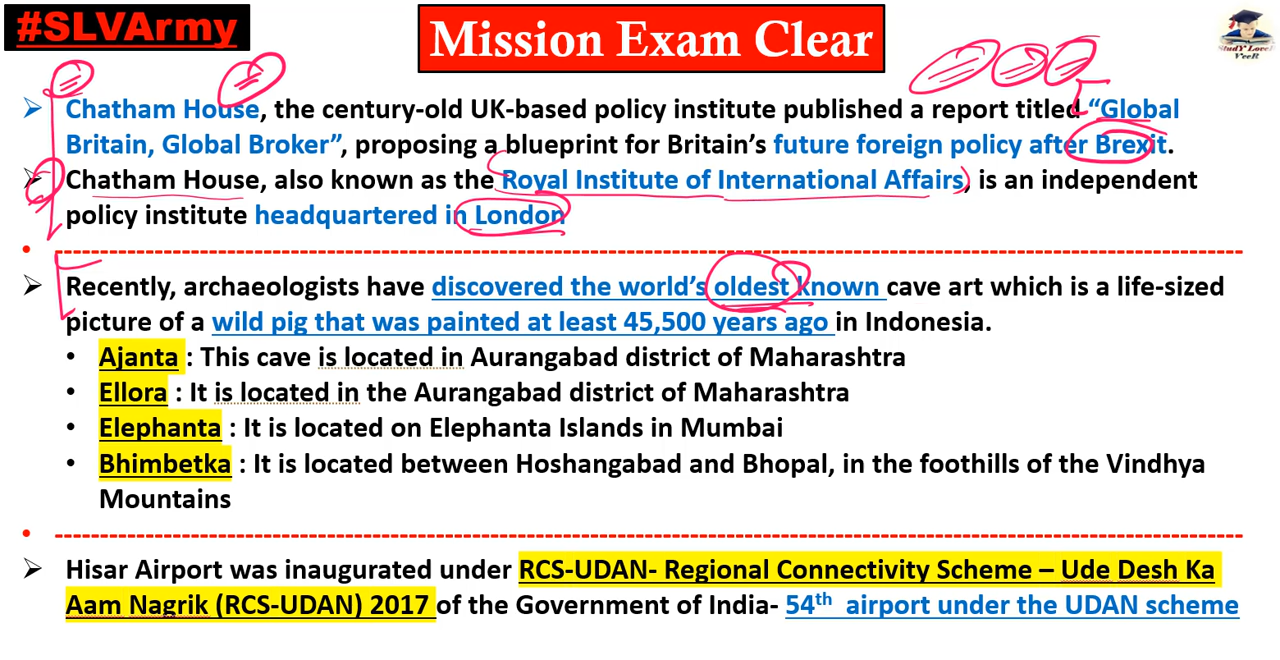 #SLVArmy
Mission Exam Clear
StudY Lover
VeeR
➢ Chatham House, the century-old UK-based policy institute published a report titled “Global
Britain, Global Broker”, proposing a blueprint for Britain’s future foreign policy after Brexit.
➢ Chatham House, also known as the Royal Institute of International Affairs, is an independent
policy institute headquartered in London
• --------------------------------------------------------------------------------
➢ Recently, archaeologists have discovered the world’s oldest known cave art which is a life-sized
picture of a wild pig that was painted at least 45,500 years ago in Indonesia.
• Ajanta : This cave is located in Aurangabad district of Maharashtra
• Ellora : It is located in the Aurangabad district of Maharashtra
• Elephanta : It is located on Elephanta Islands in Mumbai
• Bhimbetka : It is located between Hoshangabad and Bhopal, in the foothills of the Vindhya
Mountains
• --------------------------------------------------------------------------------
➢ Hisar Airport was inaugurated under RCS-UDAN- Regional Connectivity Scheme – Ude Desh Ka
Aam Nagrik (RCS-UDAN) 2017 of the Government of India- 54th airport under the UDAN scheme